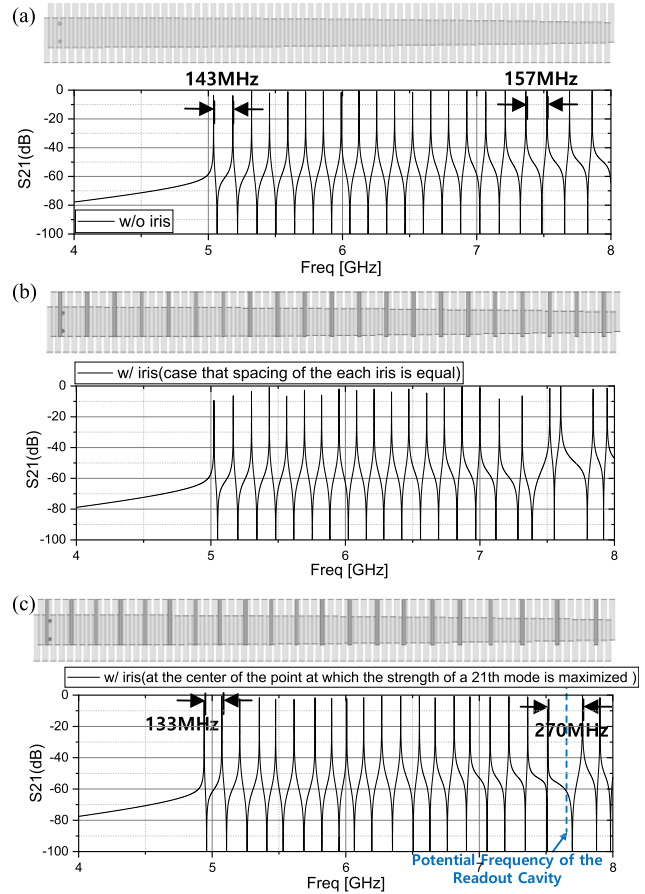 (a)
143MHz
157MHz
0
-20
-40
-60
-80
-100
S21(dB)
w/o iris
4
5
6
7
8
Freq [GHz]
(b)
w/ iris(case that spacing of the each iris is equal)
0
-20
-40
-60
-80
-100
S21(dB)
4
5
6
7
8
Freq [GHz]
(c)
w/ iris(at the center of the point at which the strength of a 21th mode is maximized )
133MHz
270MHz
0
-20
-40
-60
-80
-100
S21(dB)
4
5
6
7
8
Freq [GHz]
Potential Frequency of the
Readout Cavity